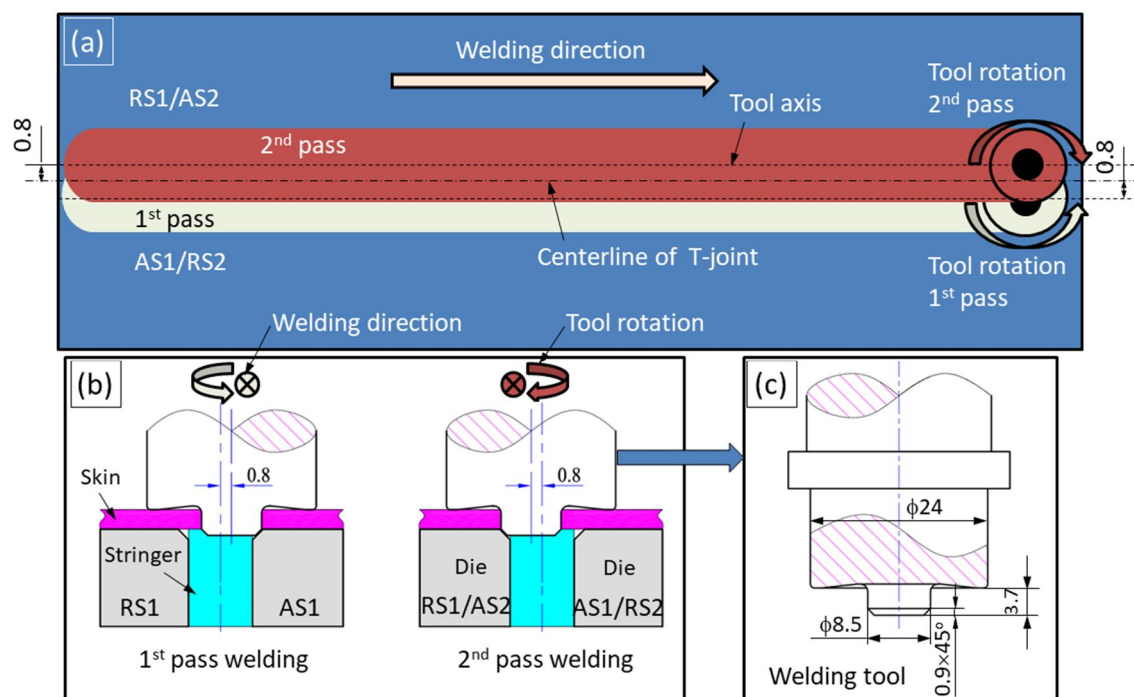 (a)
Welding direction
RS1/AS2
Tool rotation
2nd pass
Tool axis
0.8
2nd pass
0.8
1st pass
AS1/RS2
Centerline of T-joint
Tool rotation
1st pass
(b)
Welding direction
Tool rotation
0.8
0.8
Skin
Stringer
RS1
AS1
Die
RS1/AS2
Die
AS1/RS2
1st pass welding
2nd pass welding
(c)
ϕ24
3.7
ϕ8.5
0.9×45°
Welding tool